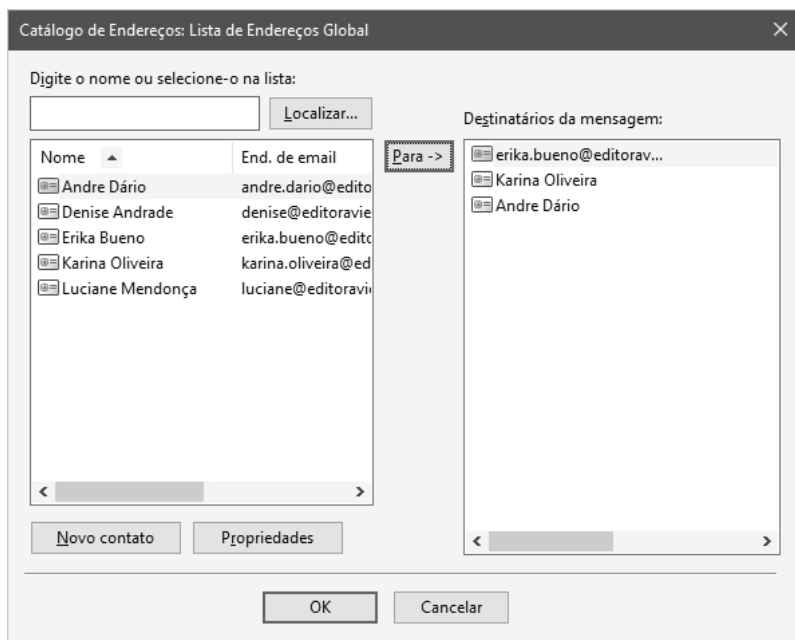 Catálogo de Endereços: Lista de Endereços Global
Digite o nome ou selecione-o na lista:
Localizar...
Destinatários da mensagem:
Nome End. de email
Para ->
Andre Dário andre.dario@edito
Denise Andrade denise@editoravie
Erika Bueno erika.bueno@edito
Karina Oliveira karina.oliveira@ed
Luciane Mendonça luciane@editoravi
erika.bueno@editorav...
Karina Oliveira
Andre Dário
Novo contato Propriedades
OK Cancelar